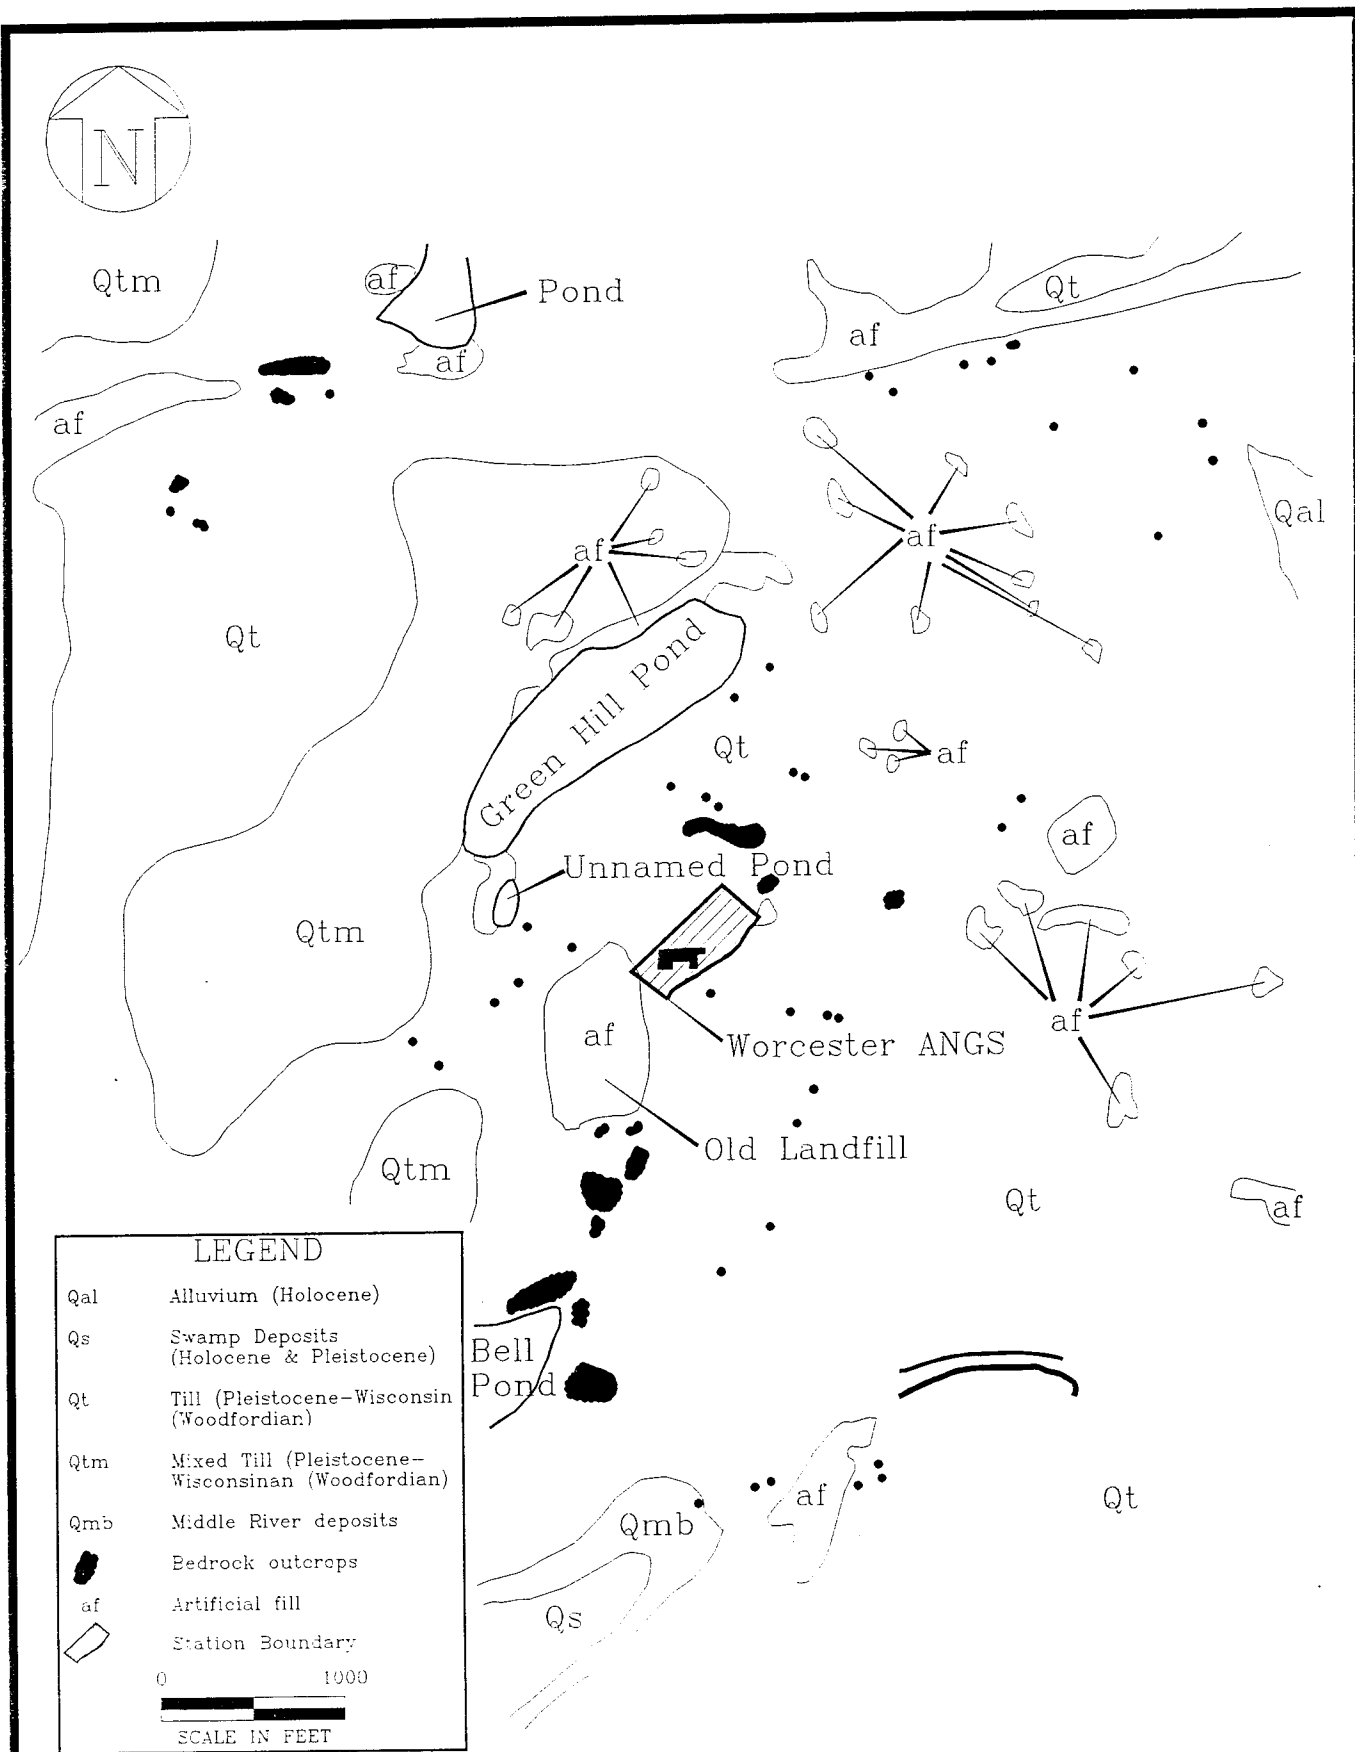 N
Qtm
af
Pond
Qt
af
af
af
af
Qal
af
af
Qt
Green Hill Pond
Qt
af
af
Unnamed Pond
Qtm
af
af
Worcester ANGS
Old Landfill
Qtm
Qt
af
LEGEND
Qal Alluvium (Holocene)
Qs Swamp Deposits
(Holocene & Pleistocene)
Qt Till (Pleistocene-Wisconsin
(Woodfordian)
Qtm Mixed Till (Pleistocene-
Wisconsinan (Woodfordian)
Qmb Middle River deposits
Bedrock outcrops
af Artificial fill
Station Boundary
0 1000
SCALE IN FEET
Bell
Pond
af
Qt
Qmb
Qs